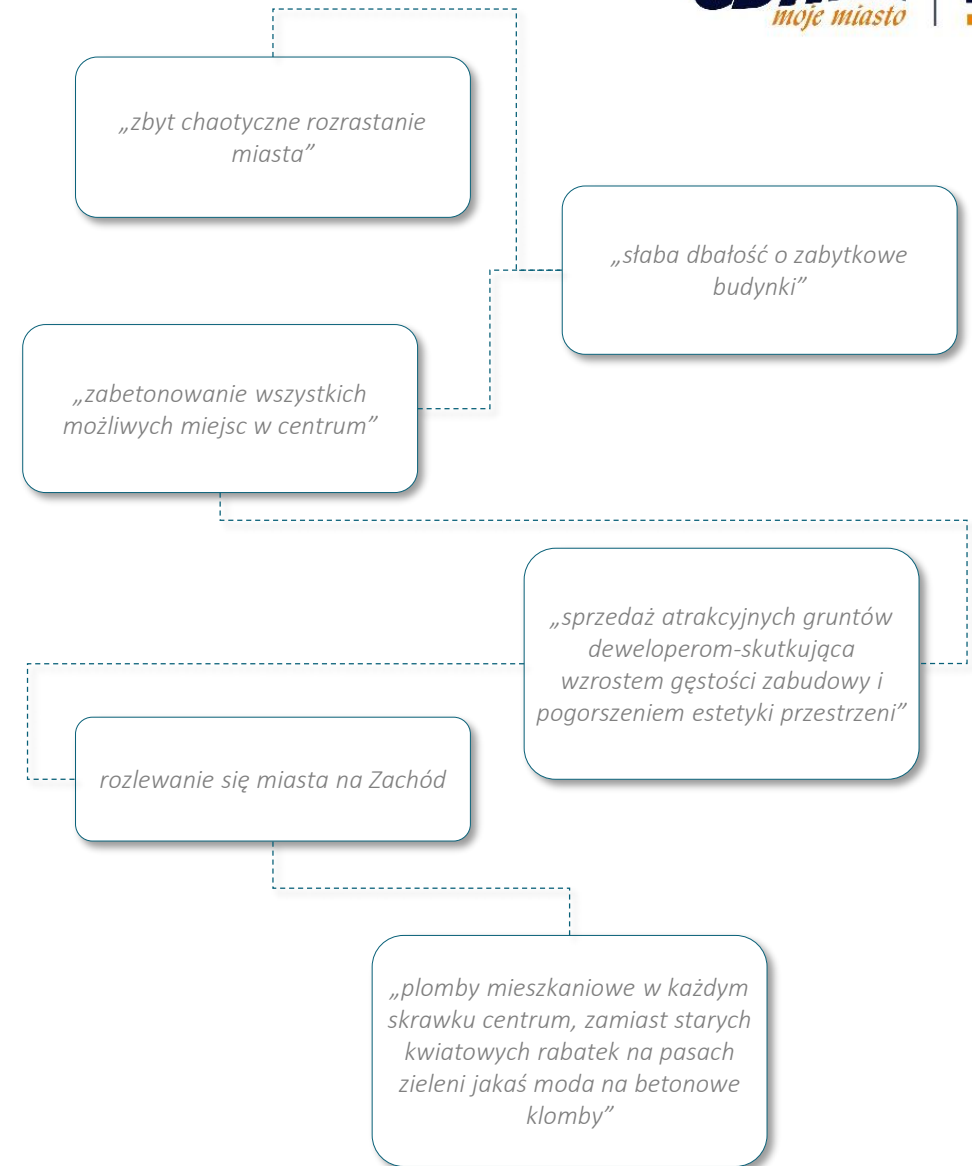 moje miasto
„zbyt chaotyczne rozrastanie
miasta”
„słaba dbałość o zabytkowe
budynki”
„zabetonowanie wszystkich
możliwych miejsc w centrum”
„sprzedaż atrakcyjnych gruntów
deweloperom-skutkująca
wzrostem gęstości zabudowy i
pogorszeniem estetyki przestrzeni”
rozlewanie się miasta na Zachód
„plomby mieszkaniowe w każdym
skrawku centrum, zamiast starych
kwiatowych rabatek na pasach
zieleni jakaś moda na betonowe
klomby”